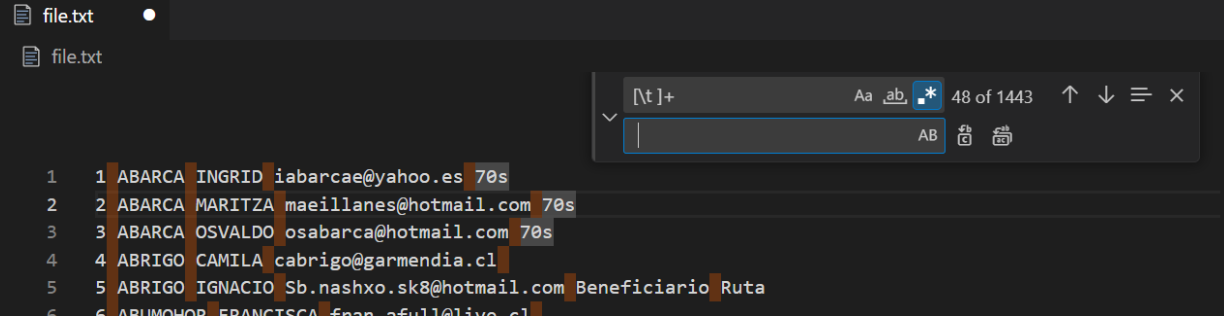 file.txt
file.txt
[\t ]+ Aa ab, .* 48 of 1443
AB
1 1 ABARCA INGRID iabarcae@yahoo.es 70s
2 2 ABARCA MARITZA maeillanes@hotmail.com 70s
3 3 ABARCA OSVALDO osabarca@hotmail.com 70s
4 4 ABRIGO CAMILA cabrigo@garmendia.cl
5 5 ABRIGO IGNACIO Sb.nashxo.sk8@hotmail.com Beneficiario Ruta
6 6 ABUMOHOR FRANCISCA fran.afull@live.cl